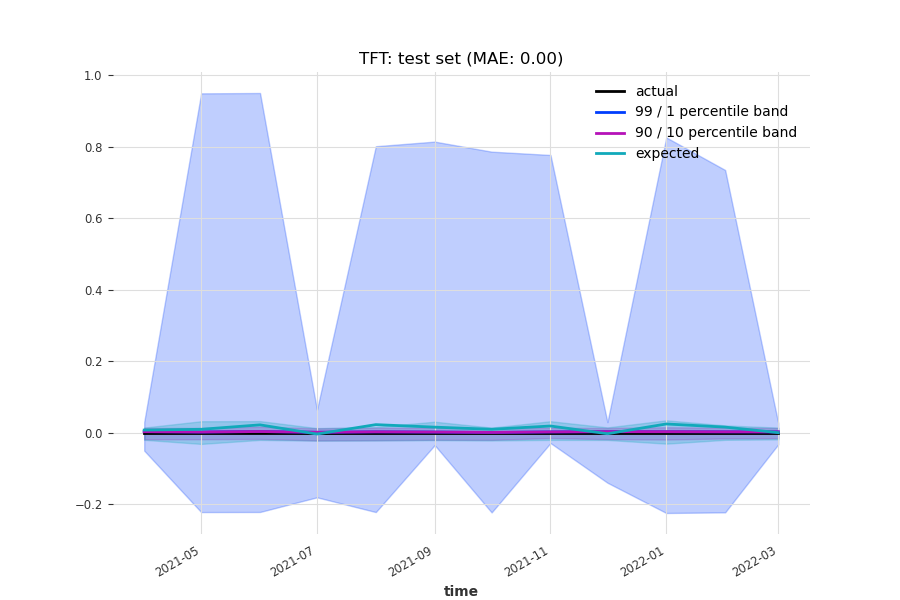 TFT: test set (MAE: 0.00)
actual
99 / 1 percentile band
90 / 10 percentile band
expected
1.0
0.8
0.6
0.4
0.2
0.0
−0.2
2021-05
2021-07
2021-09
2021-11
2022-01
2022-03
time